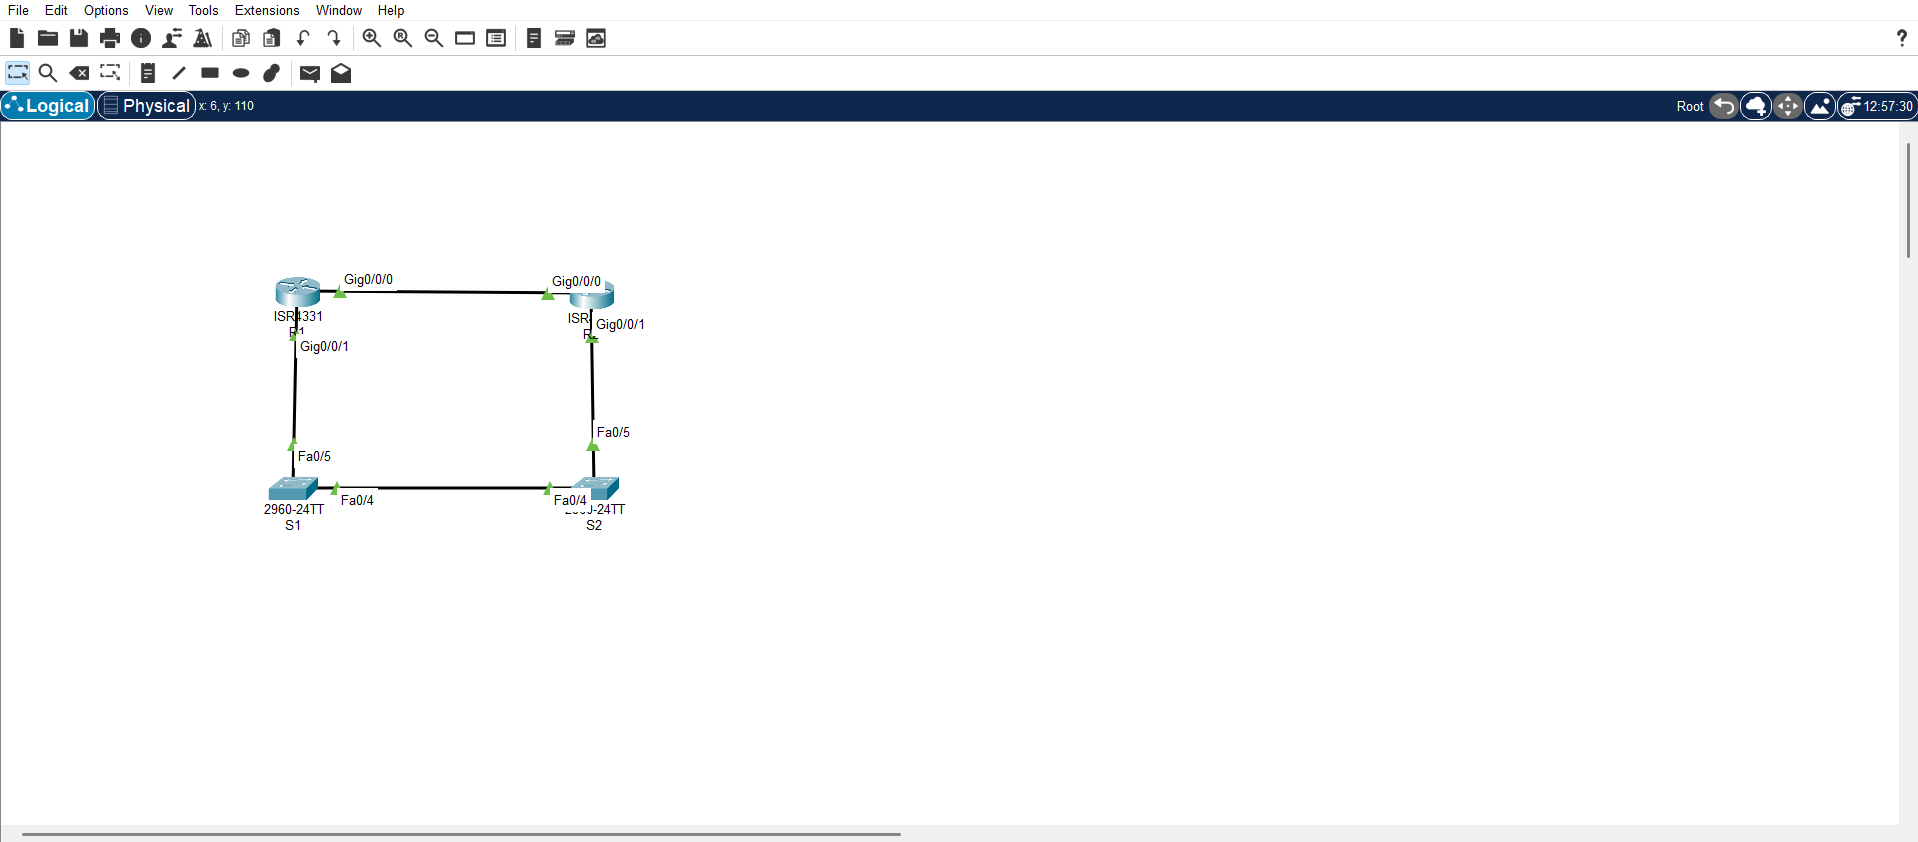 File Edit Options View Tools Extensions Window Help
Logical Physical x: 6, y: 110 Root 12:57:30
Gig0/0/0 Gig0/0/0
ISR4331 ISR
Gig0/0/1
Gig0/0/1
Fa0/5
Fa0/5
Fa0/4 Fa0/4
2960-24TT -24TT
S1 S2